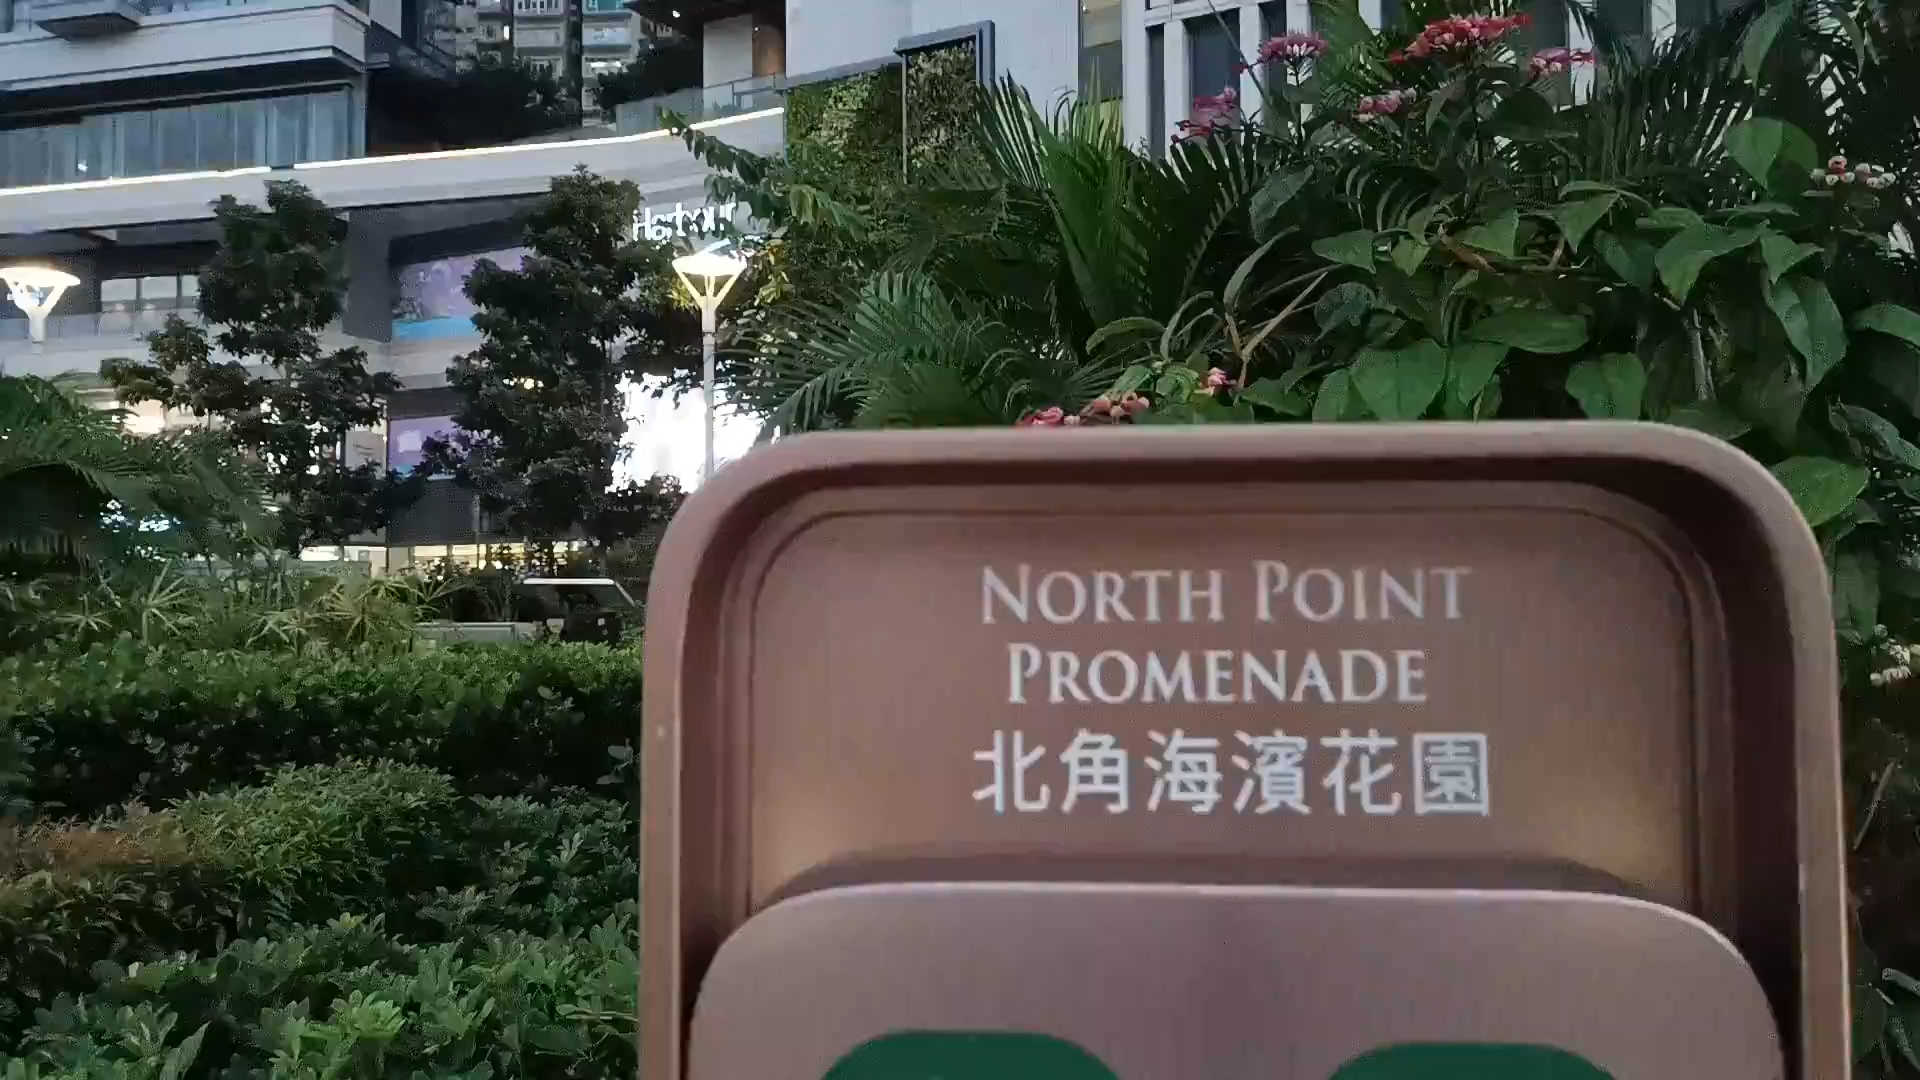 Harbour
NORTH POINT
PROMENADE
北角海濱花園